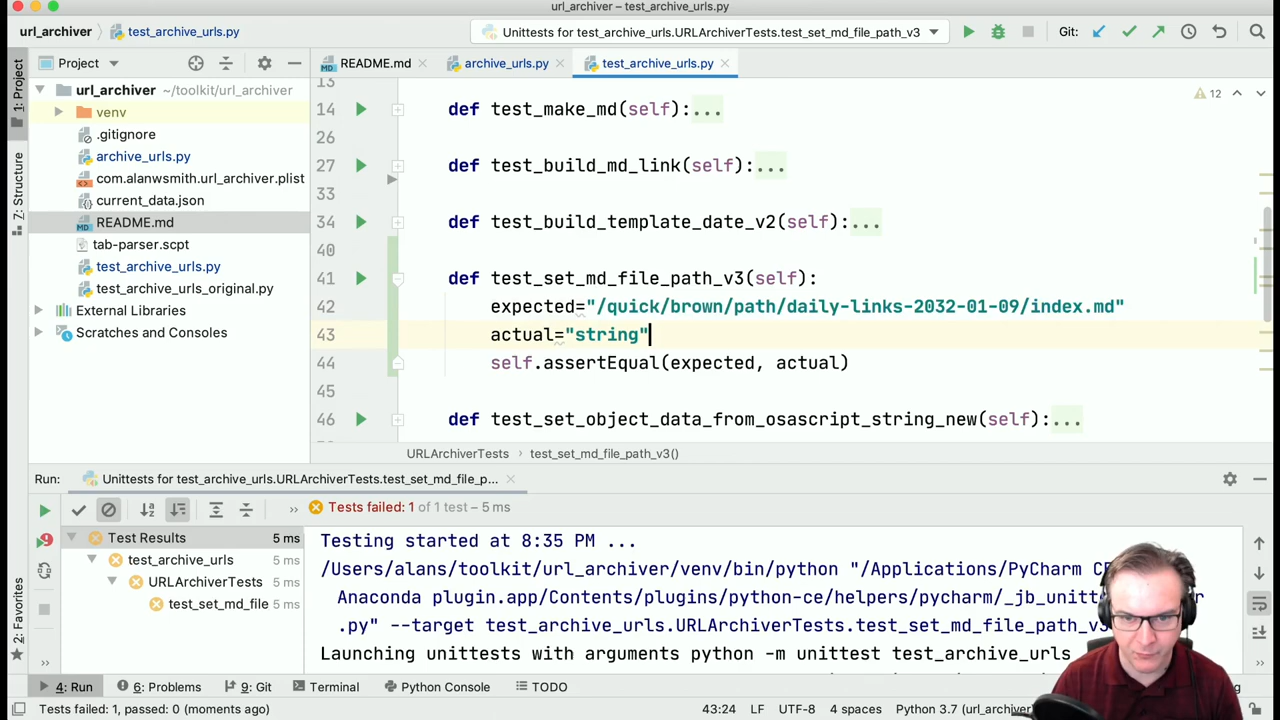 url_archiver – test_archive_urls.py
url_archiver test_archive_urls.py Unittests for test_archive_urls.URLArchiverTests.test_set_md_file_path_v3 Git:
Project README.md archive_urls.py test_archive_urls.py
1: Project
7: Structure
2: Favorites
url_archiver ~/toolkit/url_archiver
venv
.gitignore
archive_urls.py
com.alanwsmith.url_archiver.plist
current_data.json
README.md
tab-parser.scpt
test_archive_urls.py
test_archive_urls_original.py
External Libraries
Scratches and Consoles
12
13
14 def test_make_md(self):...
26
27 def test_build_md_link(self):...
33
34 def test_build_template_date_v2(self):...
40
41 def test_set_md_file_path_v3(self):
42 expected="/quick/brown/path/daily-links-2032-01-09/index.md"
43 actual="string"
44 self.assertEqual(expected, actual)
45
46 def test_set_object_data_from_osascript_string_new(self):...
URLArchiverTests › test_set_md_file_path_v3()
Run: Unittests for test_archive_urls.URLArchiverTests.test_set_md_file_p...
Tests failed: 1 of 1 test – 5 ms
Test Results 5 ms
test_archive_urls 5 ms
URLArchiverTests 5 ms
test_set_md_file 5 ms
Testing started at 8:35 PM ...
/Users/alans/toolkit/url_archiver/venv/bin/python "/Applications/PyCharm
Anaconda plugin.app/Contents/plugins/python-ce/helpers/pycharm/_jb_unitt
.py" --target test_archive_urls.URLArchiverTests.test_set_md_file_path_v3
Launching unittests with arguments python -m unittest test_archive_urls
4: Run 6: Problems 9: Git Terminal Python Console TODO
Tests failed: 1, passed: 0 (moments ago) 43:24 LF UTF-8 4 spaces Python 3.7 (url_archiver)